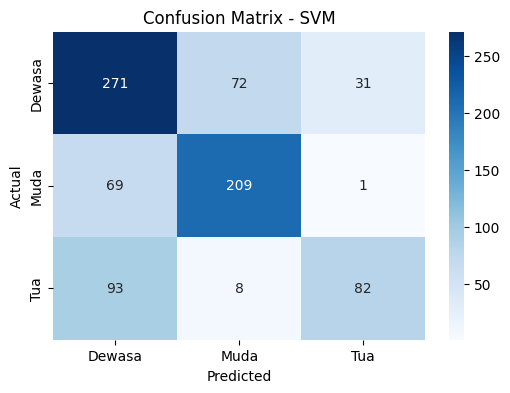 Confusion Matrix - SVM
Actual
Dewasa
271
72
31
Muda
69
209
1
Tua
93
8
82
Dewasa
Muda
Tua
Predicted
250
200
150
100
50